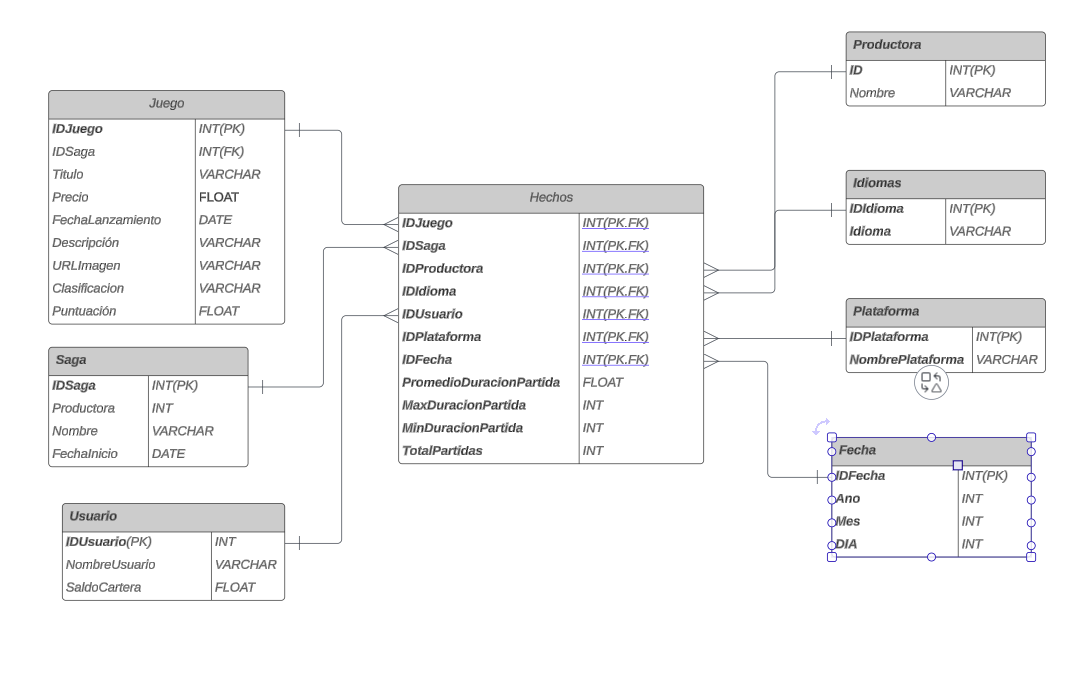 Juego
IDJuego INT(PK)
IDSaga INT(FK)
Titulo VARCHAR
Precio FLOAT
FechaLanzamiento DATE
Descripción VARCHAR
URLImagen VARCHAR
Clasificacion VARCHAR
Puntuación FLOAT
Saga
IDSaga INT(PK)
Productora INT
Nombre VARCHAR
FechaInicio DATE
Usuario
IDUsuario(PK) INT
NombreUsuario VARCHAR
SaldoCartera FLOAT
Hechos
IDJuego INT(PK.FK)
IDSaga INT(PK.FK)
IDProductora INT(PK.FK)
IDIdioma INT(PK.FK)
IDUsuario INT(PK.FK)
IDPlataforma INT(PK.FK)
IDFecha INT(PK.FK)
PromedioDuracionPartida FLOAT
MaxDuracionPartida INT
MinDuracionPartida INT
TotalPartidas INT
Productora
ID INT(PK)
Nombre VARCHAR
Idiomas
IDIdioma INT(PK)
Idioma VARCHAR
Plataforma
IDPlataforma INT(PK)
NombrePlataforma VARCHAR
Fecha
IDFecha INT(PK)
Ano INT
Mes INT
DIA INT